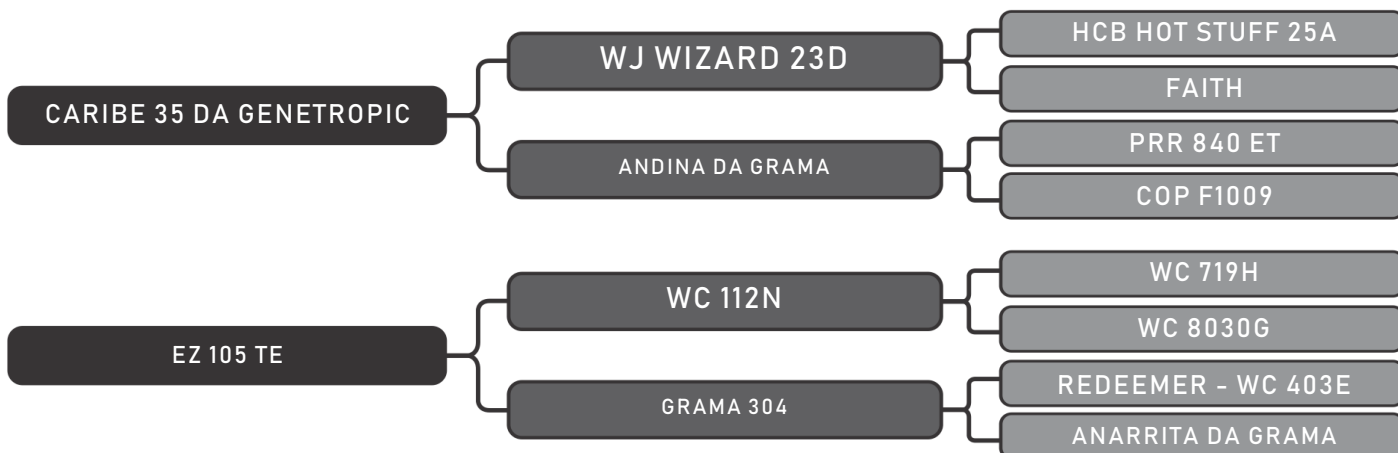 CARIBE 35 DA GENETROPIC
WJ WIZARD 23D
HCB HOT STUFF 25A
FAITH
ANDINA DA GRAMA
PRR 840 ET
COP F1009
EZ 105 TE
WC 112N
WC 719H
WC 8030G
GRAMA 304
REDEEMER - WC 403E
ANARRITA DA GRAMA